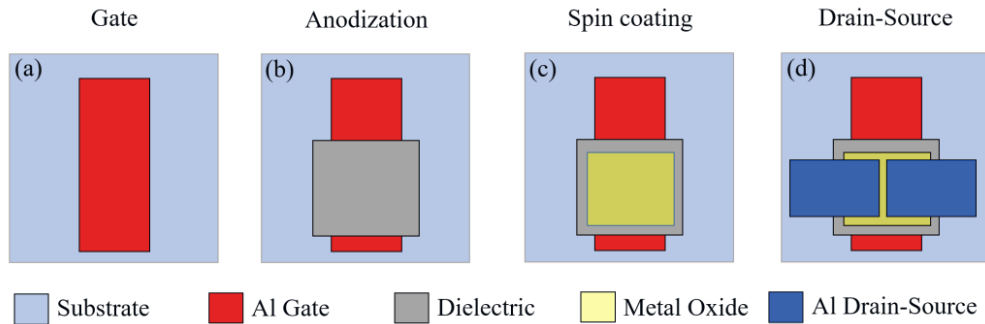 Gate Anodization Spin coating Drain-Source
(a) (b) (c) (d)
Substrate Al Gate Dielectric Metal Oxide Al Drain-Source